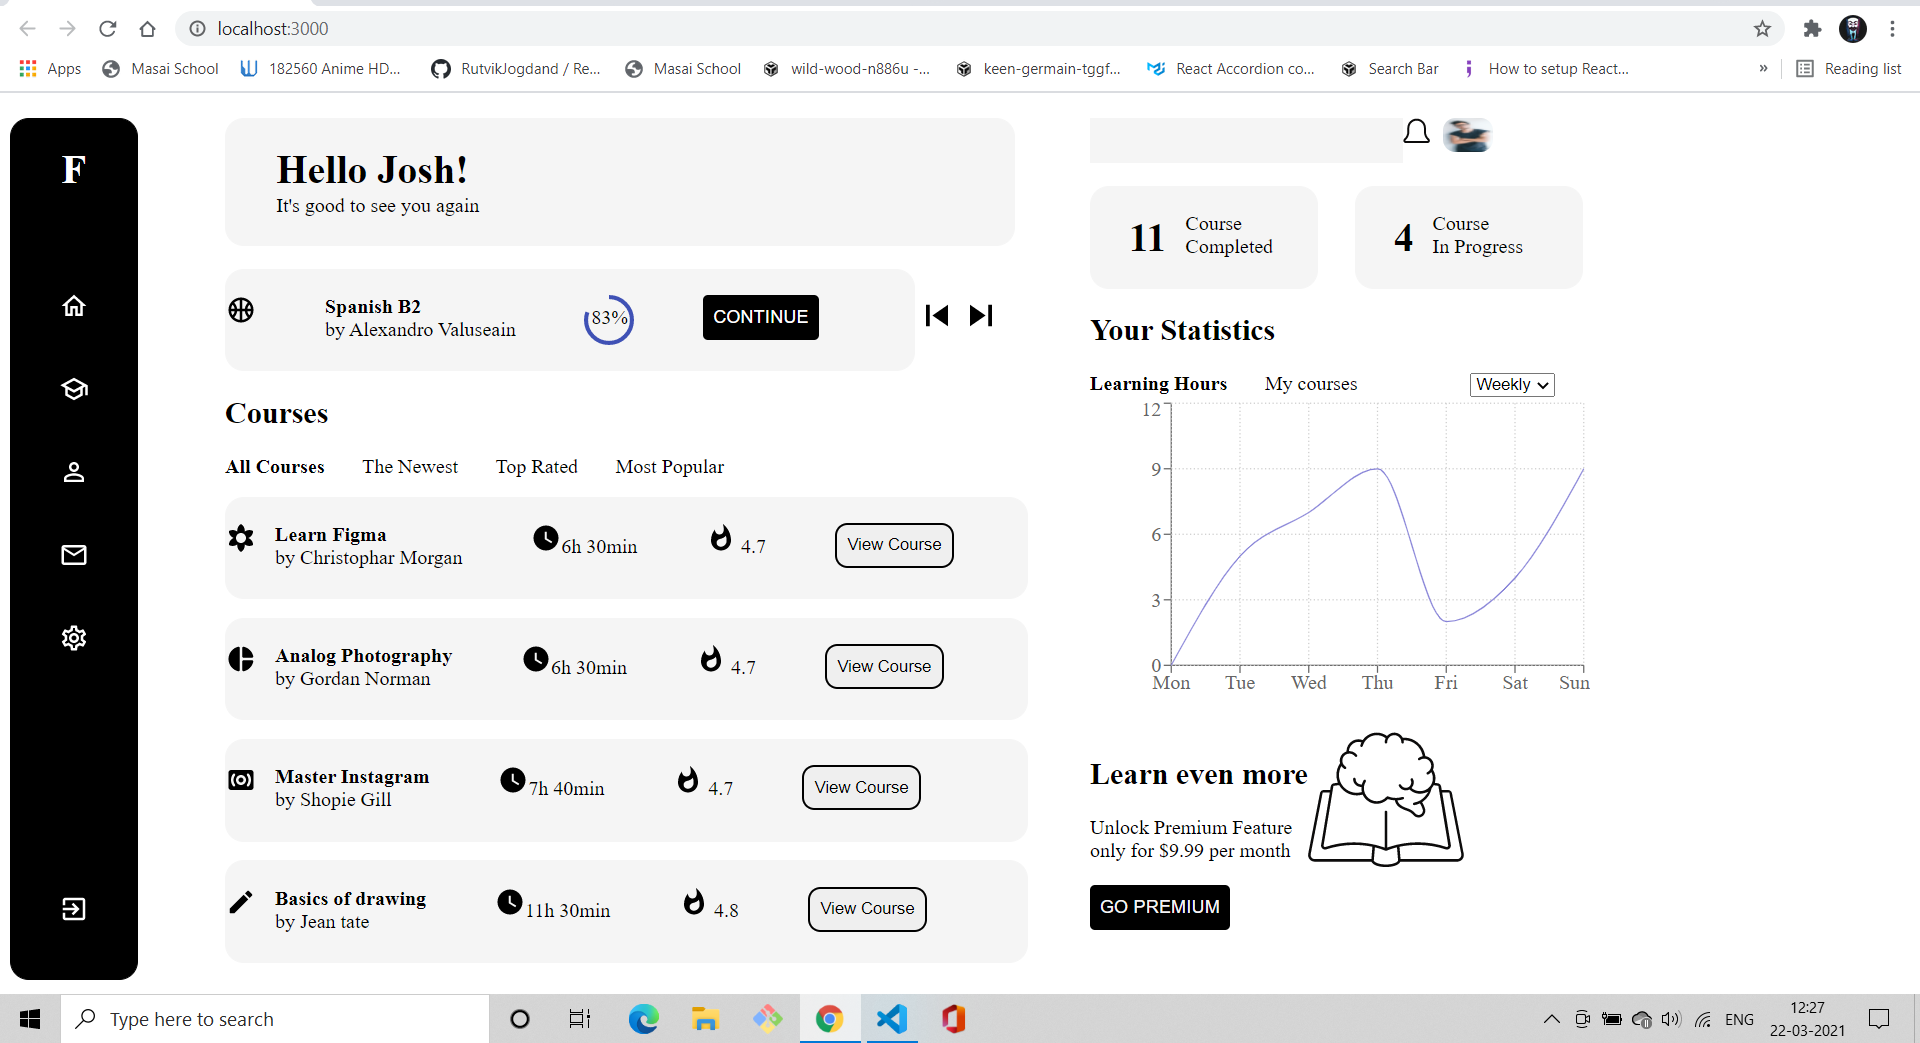 localhost:3000
Apps
Masai School
182560 Anime HD...
RutvikJogdand / Re...
Masai School
wild-wood-n886u -...
keen-germain-tggf...
React Accordion co...
Search Bar
How to setup React...
»
Reading list
F
Hello Josh!
It's good to see you again
Spanish B2
by Alexandro Valuseain
83%
CONTINUE
Courses
All Courses
The Newest
Top Rated
Most Popular
Learn Figma
by Christophar Morgan
6h 30min
4.7
View Course
Analog Photography
by Gordan Norman
6h 30min
4.7
View Course
Master Instagram
by Shopie Gill
7h 40min
4.7
View Course
Basics of drawing
by Jean tate
11h 30min
4.8
View Course
11
Course
Completed
4
Course
In Progress
Your Statistics
Learning Hours
My courses
Weekly
12
9
6
3
0
Mon
Tue
Wed
Thu
Fri
Sat
Sun
Learn even more
Unlock Premium Feature
only for $9.99 per month
GO PREMIUM
Type here to search
ENG
12:27
22-03-2021